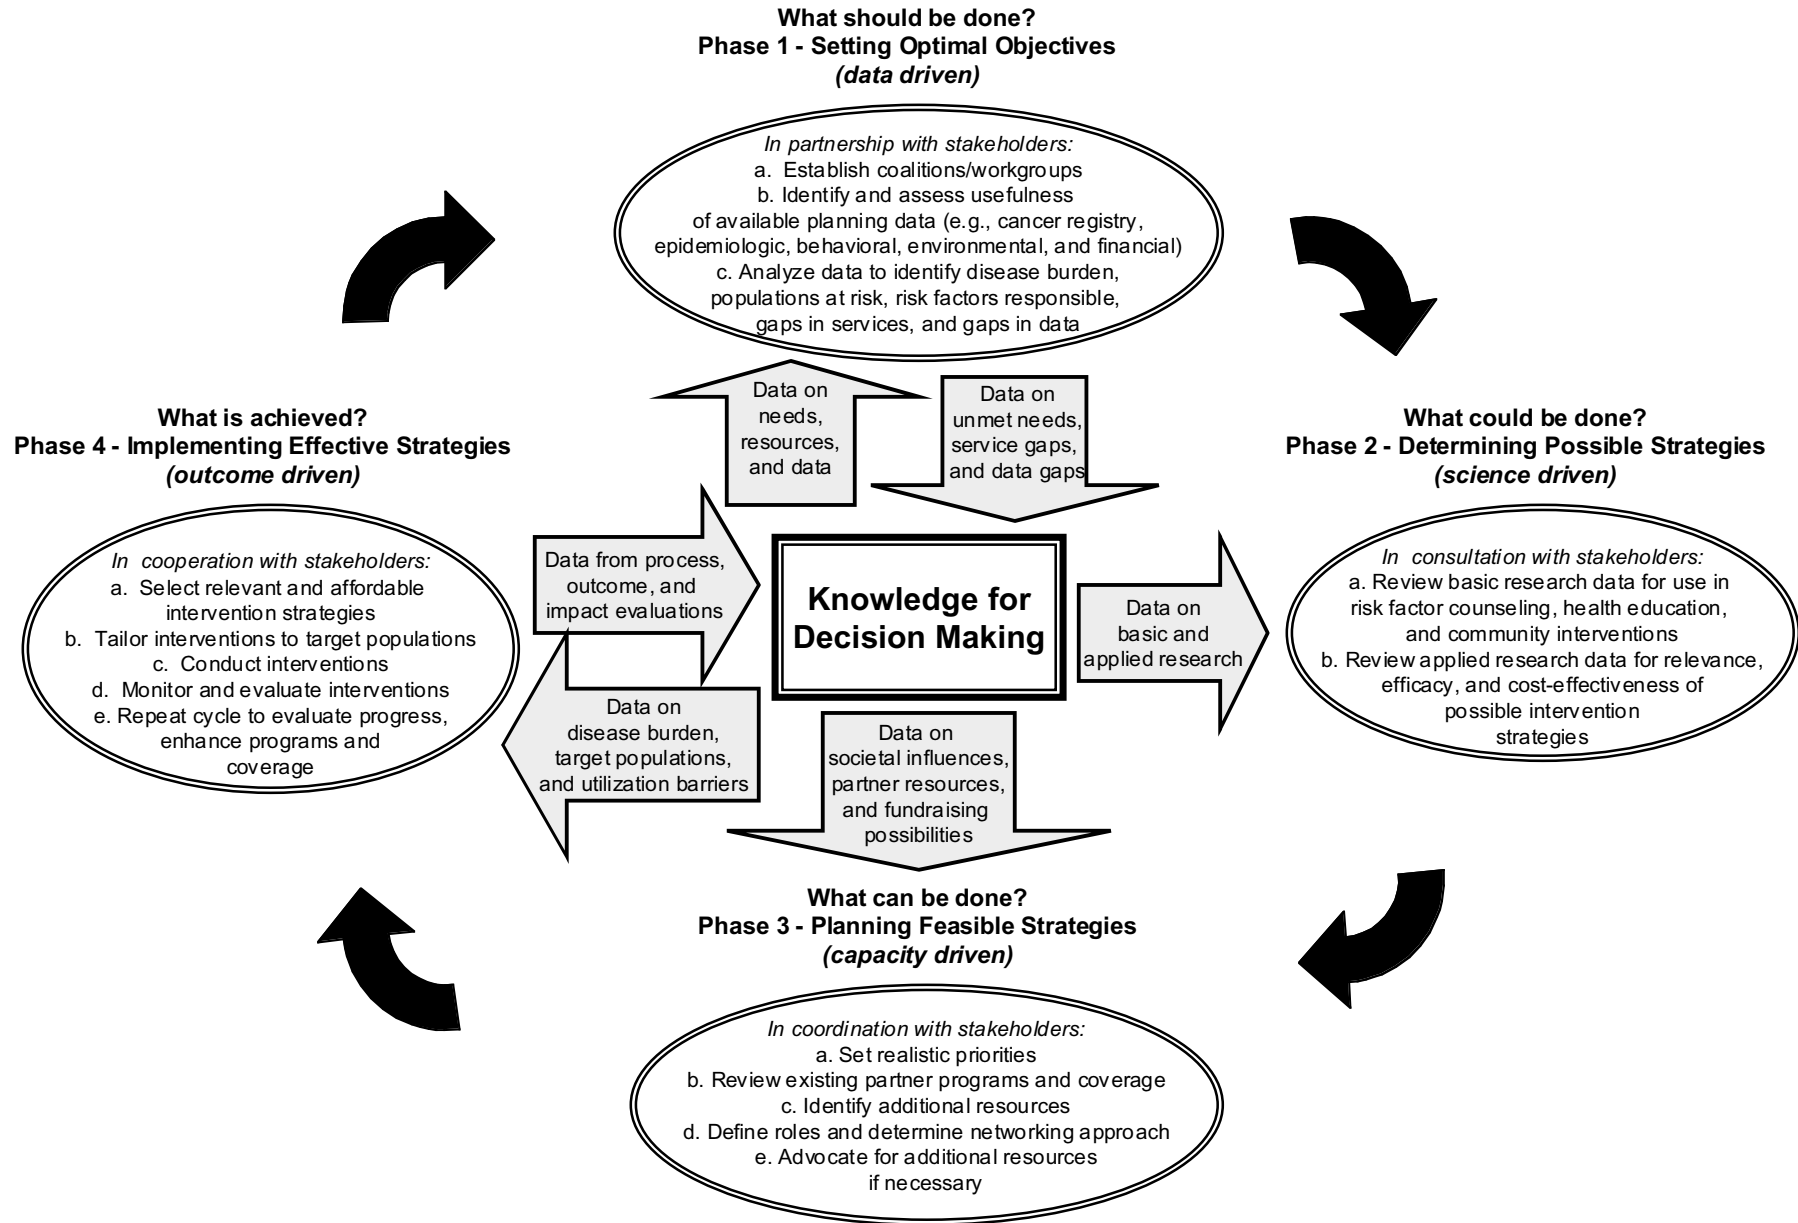 What should be done?
Phase 1 - Setting Optimal Objectives
(data driven)
In partnership with stakeholders:
a. Establish coalitions/workgroups
b. Identify and assess usefulness
of available planning data (e.g., cancer registry,
epidemiologic, behavioral, environmental, and financial)
c. Analyze data to identify disease burden,
populations at risk, risk factors responsible,
gaps in services, and gaps in data
Data on
needs,
resources,
and data
Data on
unmet needs,
service gaps,
and data gaps
What is achieved?
Phase 4 - Implementing Effective Strategies
(outcome driven)
In cooperation with stakeholders:
a. Select relevant and affordable
intervention strategies
b. Tailor interventions to target populations
c. Conduct interventions
d. Monitor and evaluate interventions
e. Repeat cycle to evaluate progress,
enhance programs and
coverage
Data from process,
outcome, and
impact evaluations
Data on
disease burden,
target populations,
and utilization barriers
Knowledge for
Decision Making
Data on
basic and
applied research
What could be done?
Phase 2 - Determining Possible Strategies
(science driven)
In consultation with stakeholders:
a. Review basic research data for use in
risk factor counseling, health education,
and community interventions
b. Review applied research data for relevance,
efficacy, and cost-effectiveness of
possible intervention
strategies
Data on
societal influences,
partner resources,
and fundraising
possibilities
What can be done?
Phase 3 - Planning Feasible Strategies
(capacity driven)
In coordination with stakeholders:
a. Set realistic priorities
b. Review existing partner programs and coverage
c. Identify additional resources
d. Define roles and determine networking approach
e. Advocate for additional resources
if necessary